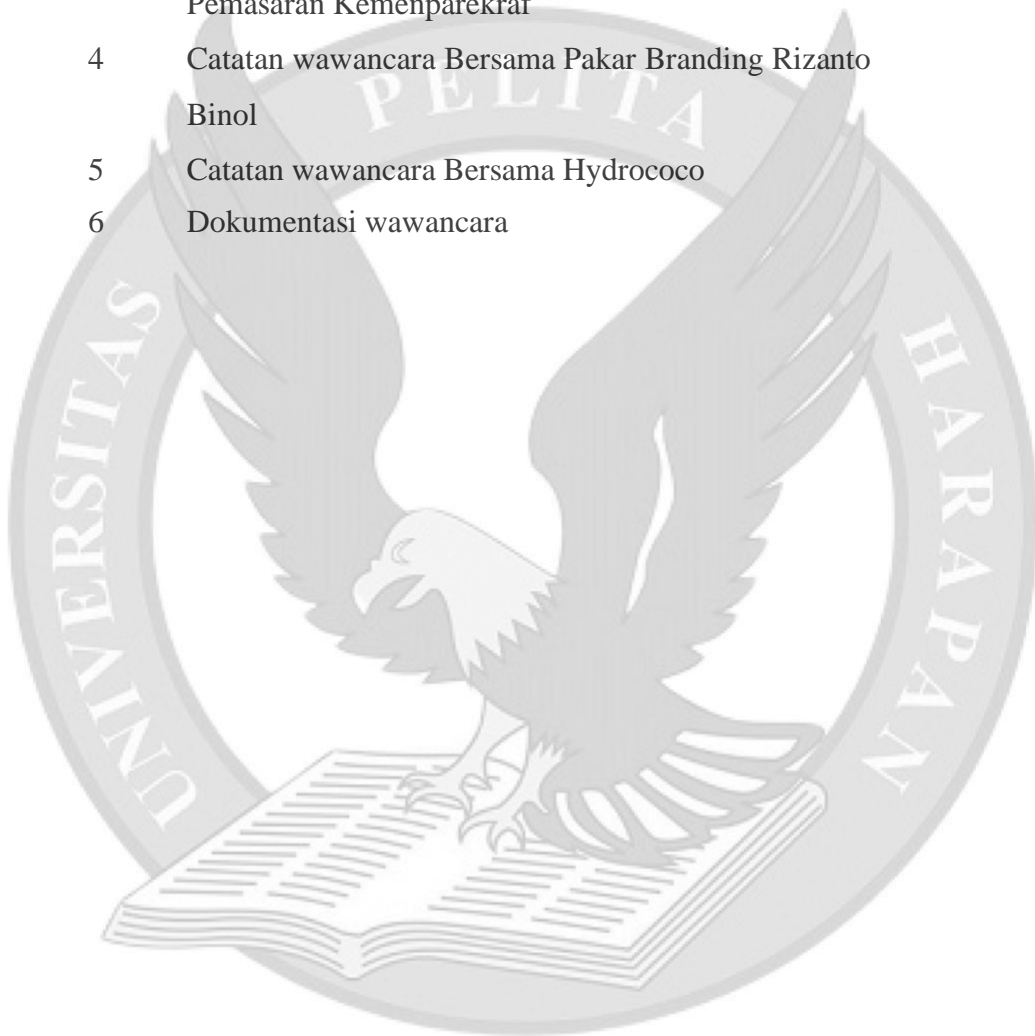 Pemasaran Kemenparekraf
4 Catatan wawancara Bersama Pakar Branding Rizanto
Binol
5 Catatan wawancara Bersama Hydrococo
6 Dokumentasi wawancara
UNIVERSITAS PELITA HARAPAN